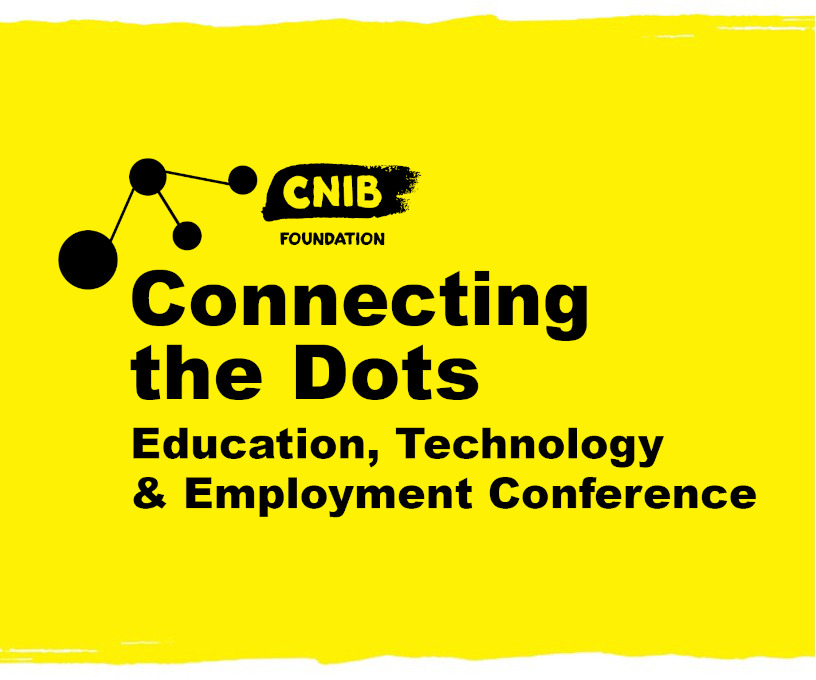 CNIB
FOUNDATION
Connecting
the Dots
Education, Technology
& Employment Conference